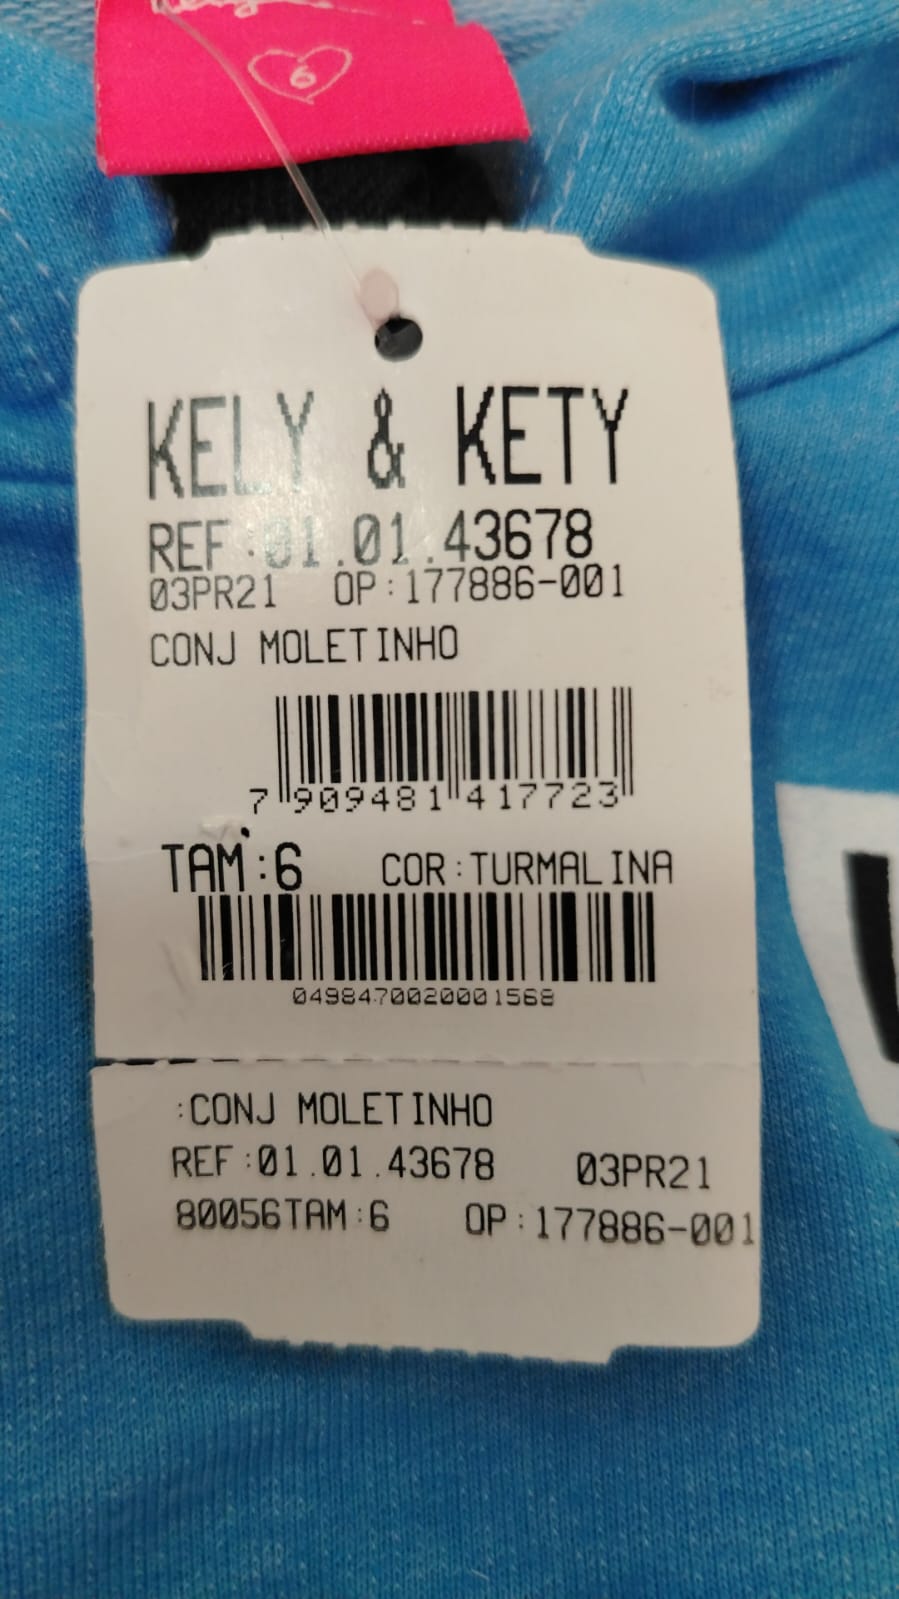 6
KELY & KETY
REF:01.01.43678
03PR21 OP:177886-001
CONJ MOLETINHO
7 909481 417723
TAM:6 COR:TURMALINA
0498470020001568
:CONJ MOLETINHO
REF:01.01.43678 03PR21
80056TAM:6 OP:177886-001